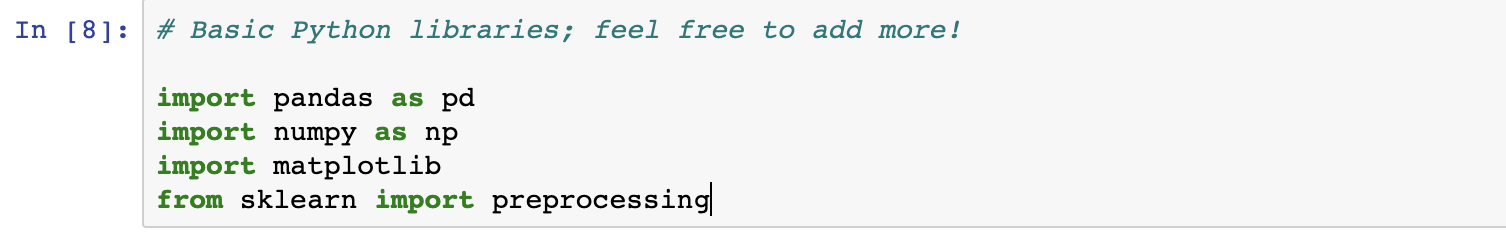 In [8]: # Basic Python libraries; feel free to add more!
import pandas as pd
import numpy as np
import matplotlib
from sklearn import preprocessing